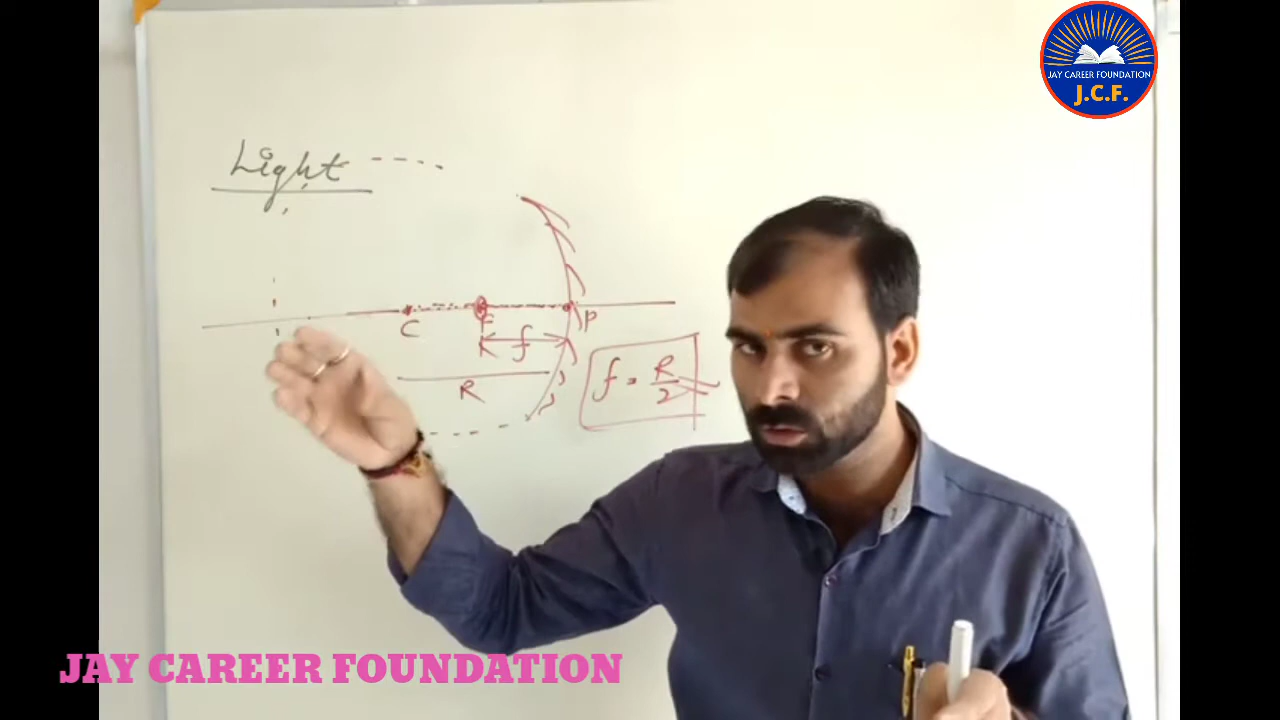 JAY CAREER FOUNDATION
J.C.F.
Light ----
C F P
f
R
f = R/2
JAY CAREER FOUNDATION